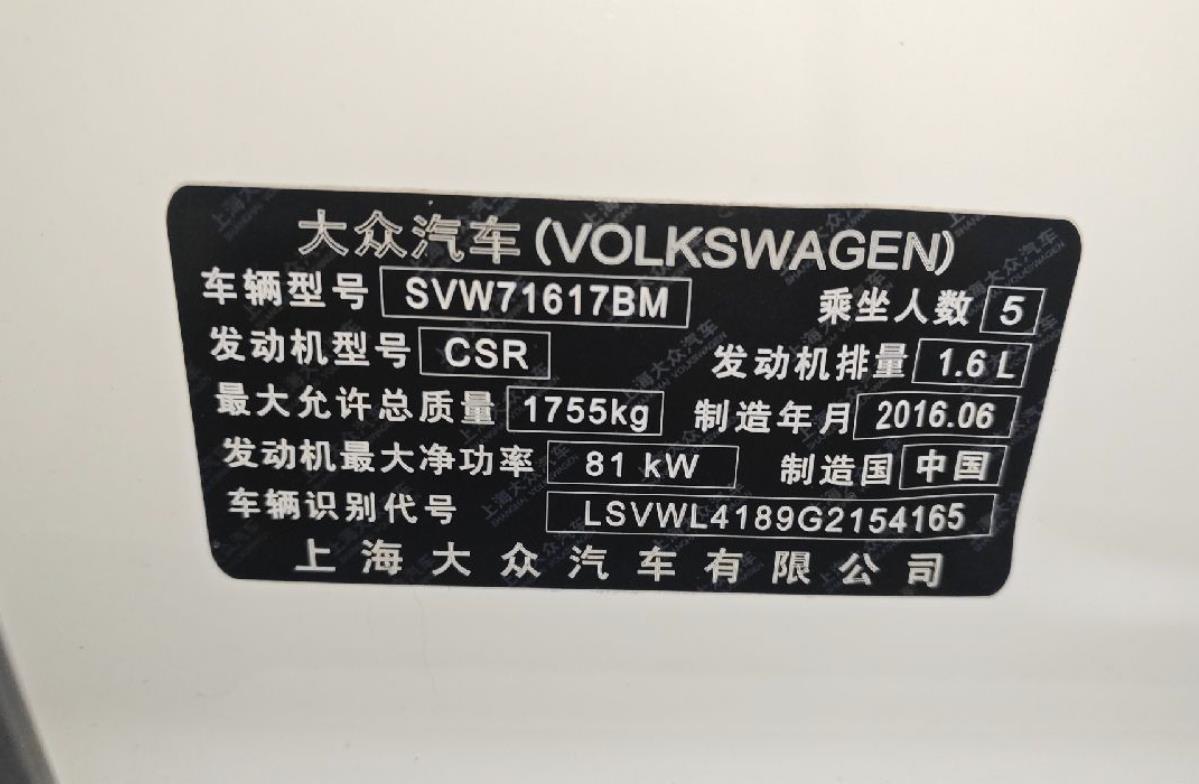 大众汽车(VOLKSWAGEN)
车辆型号 SVW71617BM 乘坐人数 5
发动机型号 CSR 发动机排量 1.6 L
最大允许总质量 1755kg 制造年月 2016.06
发动机最大净功率 81 kW 制造国 中国
车辆识别代号 LSVWL4189G2154165
上海大众汽车有限公司